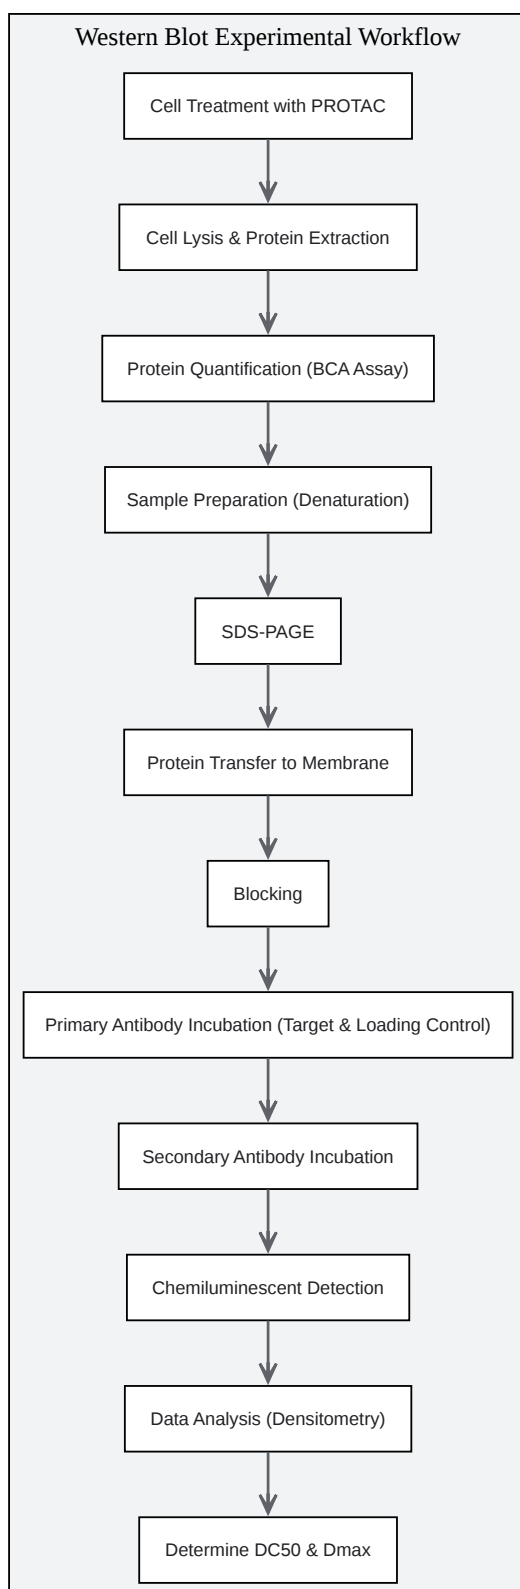 Western Blot Experimental Workflow
Cell Treatment with PROTAC
Cell Lysis & Protein Extraction
Protein Quantification (BCA Assay)
Sample Preparation (Denaturation)
SDS-PAGE
Protein Transfer to Membrane
Blocking
Primary Antibody Incubation (Target & Loading Control)
Secondary Antibody Incubation
Chemiluminescent Detection
Data Analysis (Densitometry)
Determine DC50 & Dmax